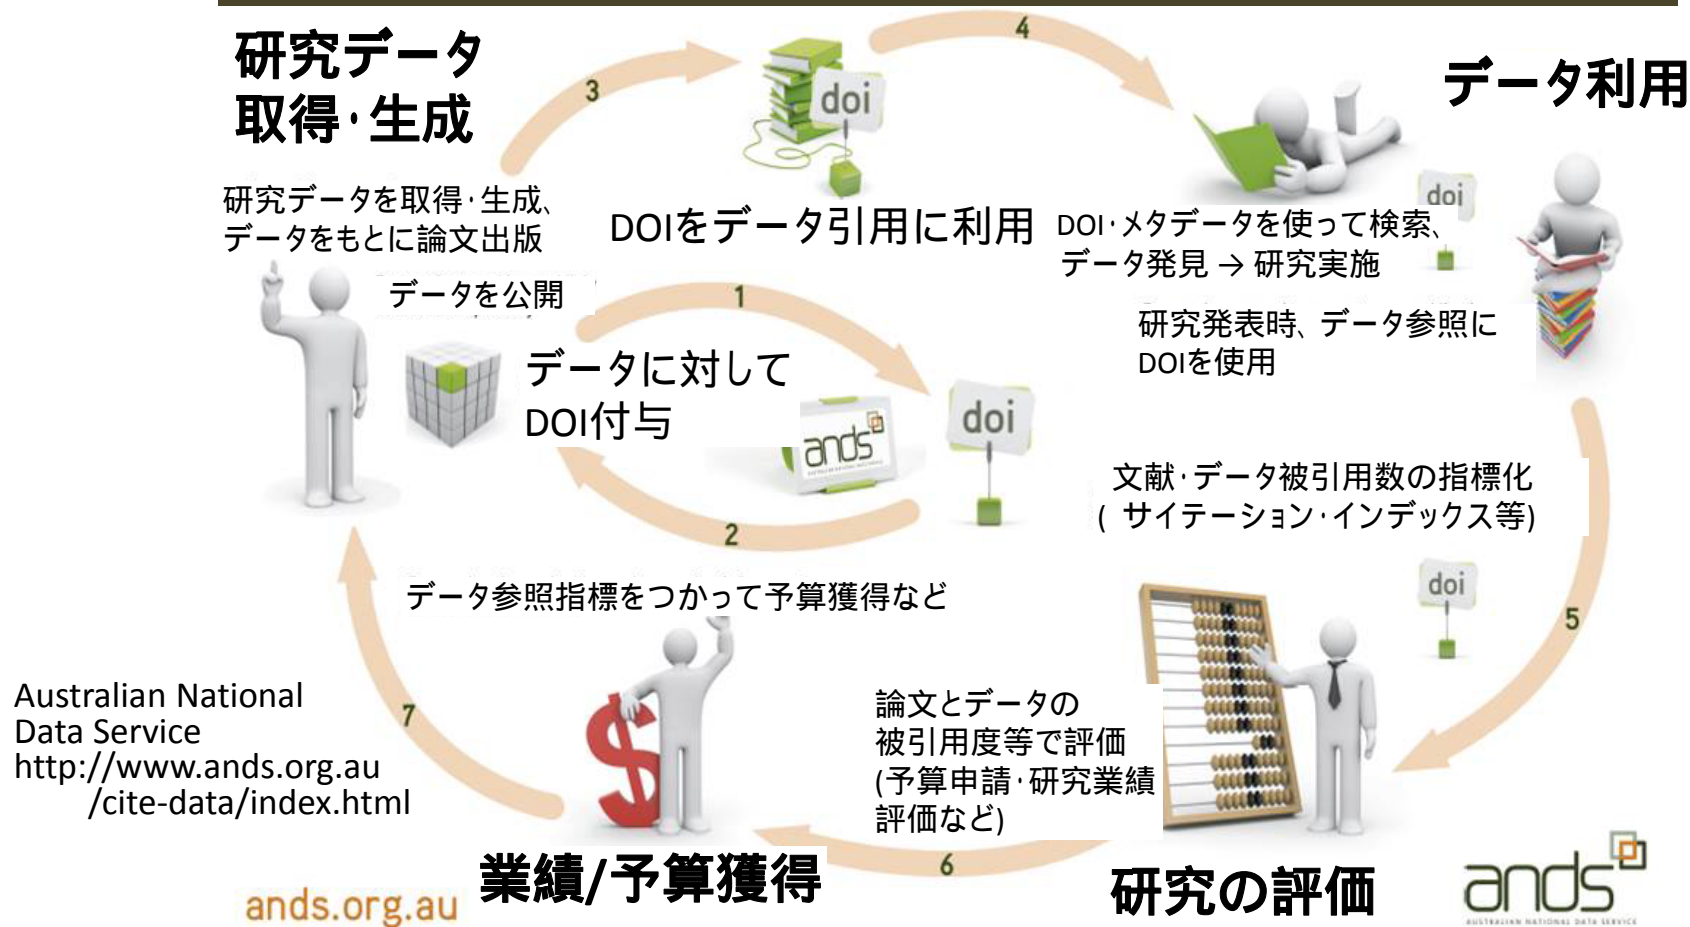 研究データ
取得・生成
研究データを取得・生成、
データをもとに論文出版
データを公開
データに対して
DOI付与
1
2
3
doi
DOIをデータ引用に利用
4
データ利用
doi
DOI・メタデータを使って検索、
データ発見 → 研究実施
研究発表時、データ参照に
DOIを使用
ands
doi
文献・データ被引用数の指標化
( サイテーション・インデックス等)
doi
5
論文とデータの
被引用度等で評価
(予算申請・研究業績
評価など)
研究の評価
6
データ参照指標をつかって予算獲得など
$
業績/予算獲得
7
Australian National
Data Service
http://www.ands.org.au
/cite-data/index.html
ands.org.au
ands
AUSTRALIAN NATIONAL DATA SERVICE